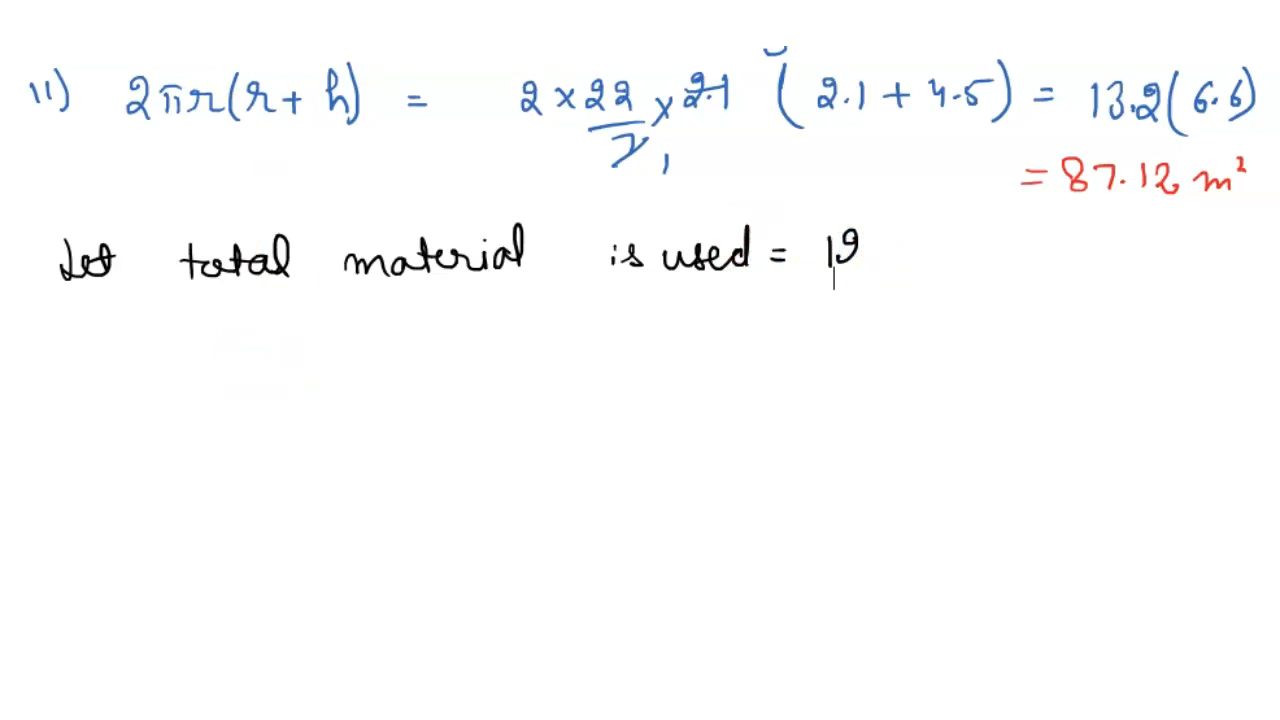 11) 2πr(r + h) = 2 × 22/7 × 2.1 (2.1 + 4.5) = 13.2(6.6)
= 87.12 m²
Let total material is used = 19